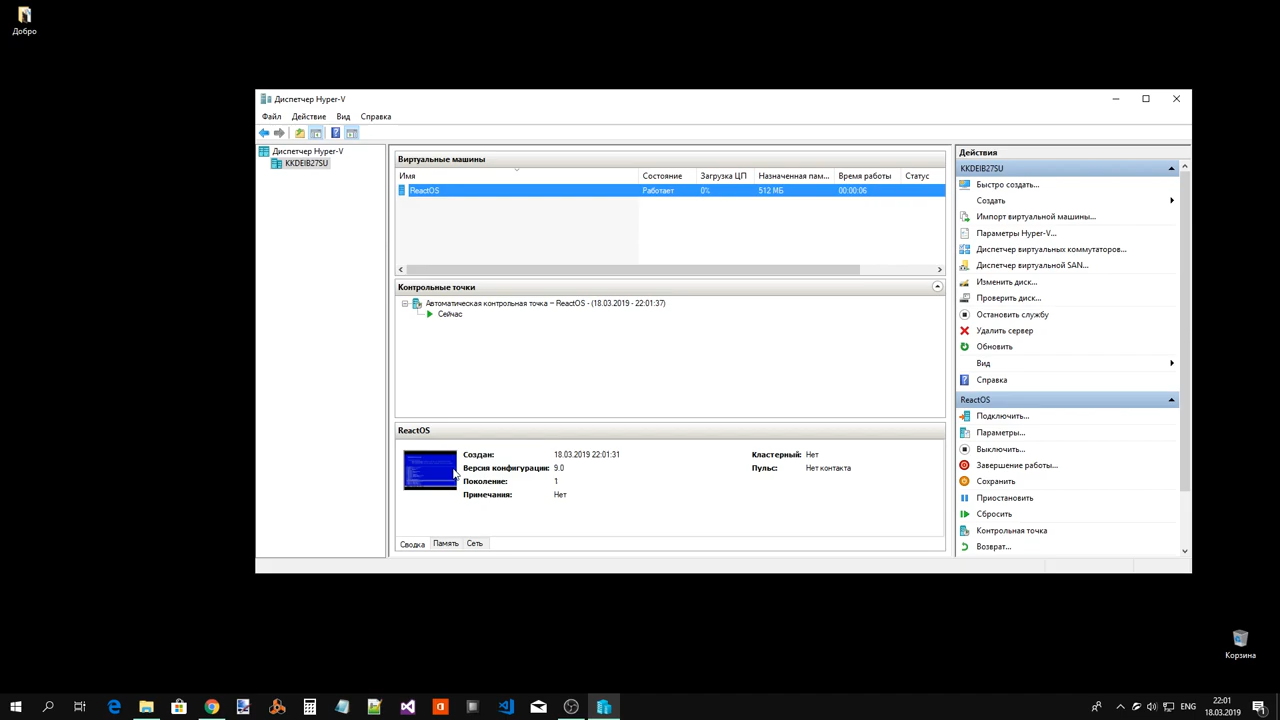 Добро
Диспетчер Hyper-V
Файл Действие Вид Справка
Диспетчер Hyper-V
KKDEIB27SU
Виртуальные машины
Имя Состояние Загрузка ЦП Назначенная пам... Время работы Статус
ReactOS Работает 0% 512 МБ 00:00:06
Контрольные точки
Автоматическая контрольная точка – ReactOS - (18.03.2019 - 22:01:37)
Сейчас
ReactOS
Создан: 18.03.2019 22:01:31 Кластерный: Нет
Версия конфигурации: 9.0 Пульс: Нет контакта
Поколение: 1
Примечания: Нет
Сводка Память Сеть
Действия
KKDEIB27SU
Быстро создать...
Создать
Импорт виртуальной машины...
Параметры Hyper-V...
Диспетчер виртуальных коммутаторов...
Диспетчер виртуальной SAN...
Изменить диск...
Проверить диск...
Остановить службу
Удалить сервер
Обновить
Вид
Справка
ReactOS
Подключить...
Параметры...
Выключить...
Завершение работы...
Сохранить
Приостановить
Сбросить
Контрольная точка
Возврат...
Корзина
ENG
22:01
18.03.2019